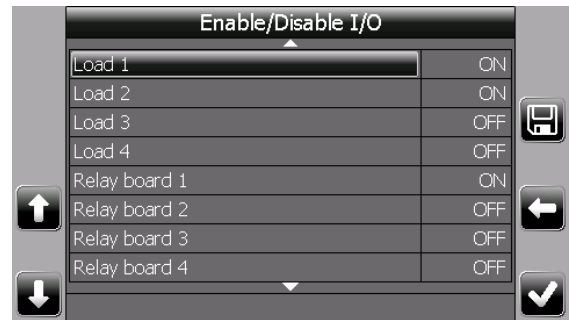 Enable/Disable I/O
Load 1 ON
Load 2 ON
Load 3 OFF
Load 4 OFF
Relay board 1 ON
Relay board 2 OFF
Relay board 3 OFF
Relay board 4 OFF